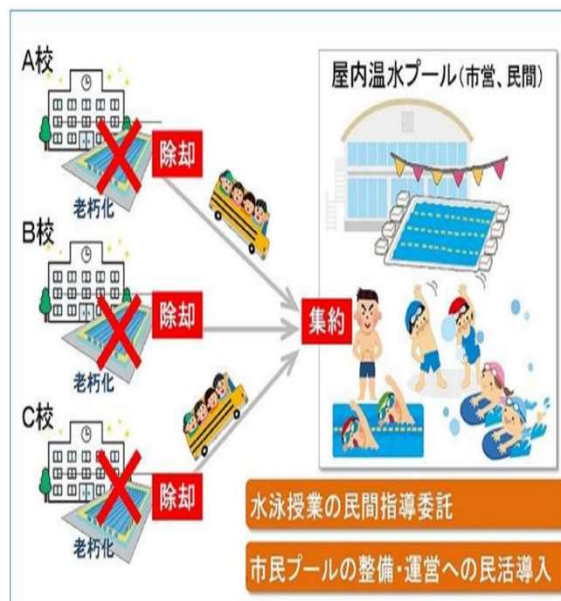 A校
除却
老朽化
B校
除却
老朽化
C校
除却
老朽化
集約
屋内温水プール(市営、民間)
水泳授業の民間指導委託
市民プールの整備・運営への民活導入